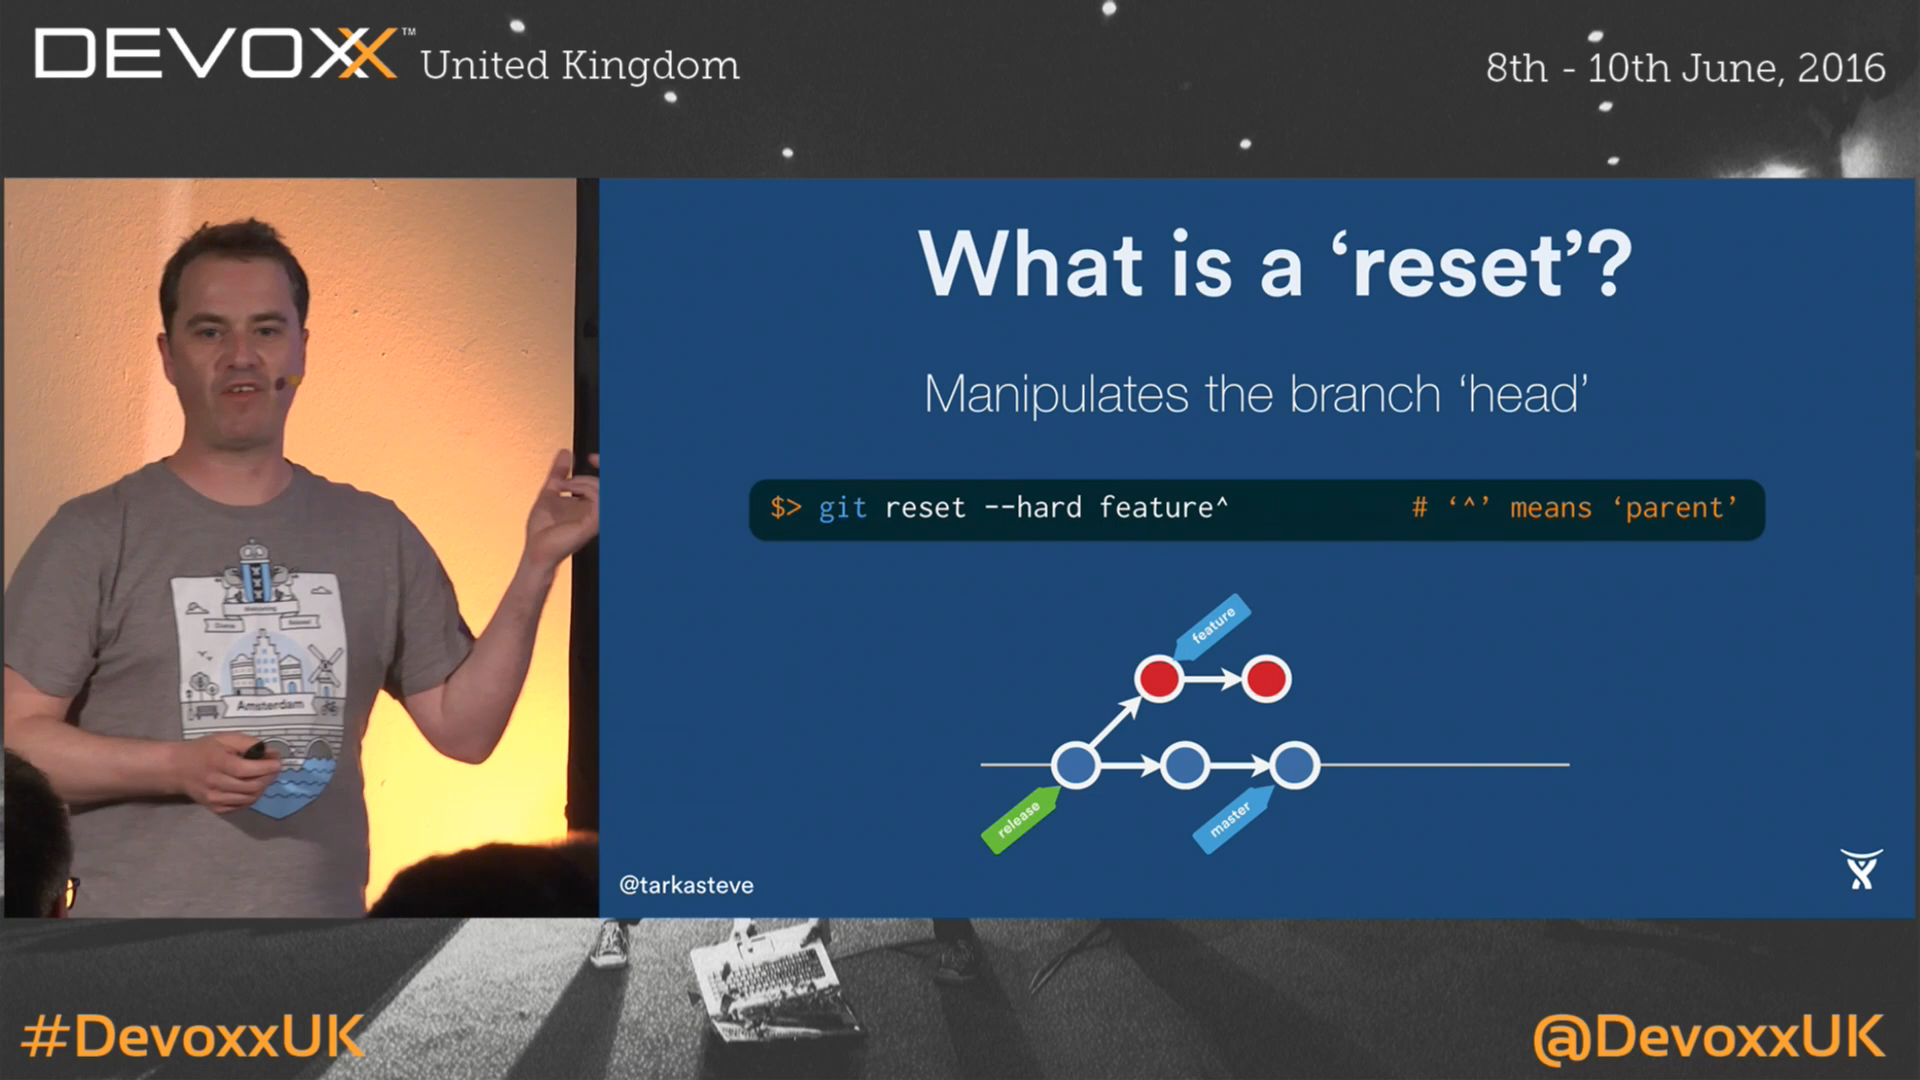 DEVOXX™ United Kingdom
8th - 10th June, 2016
What is a ‘reset’?
Manipulates the branch ‘head’
$> git reset --hard feature^ # ‘^’ means ‘parent’
feature
release
master
@tarkasteve
Amsterdam
#DevoxxUK
@DevoxxUK